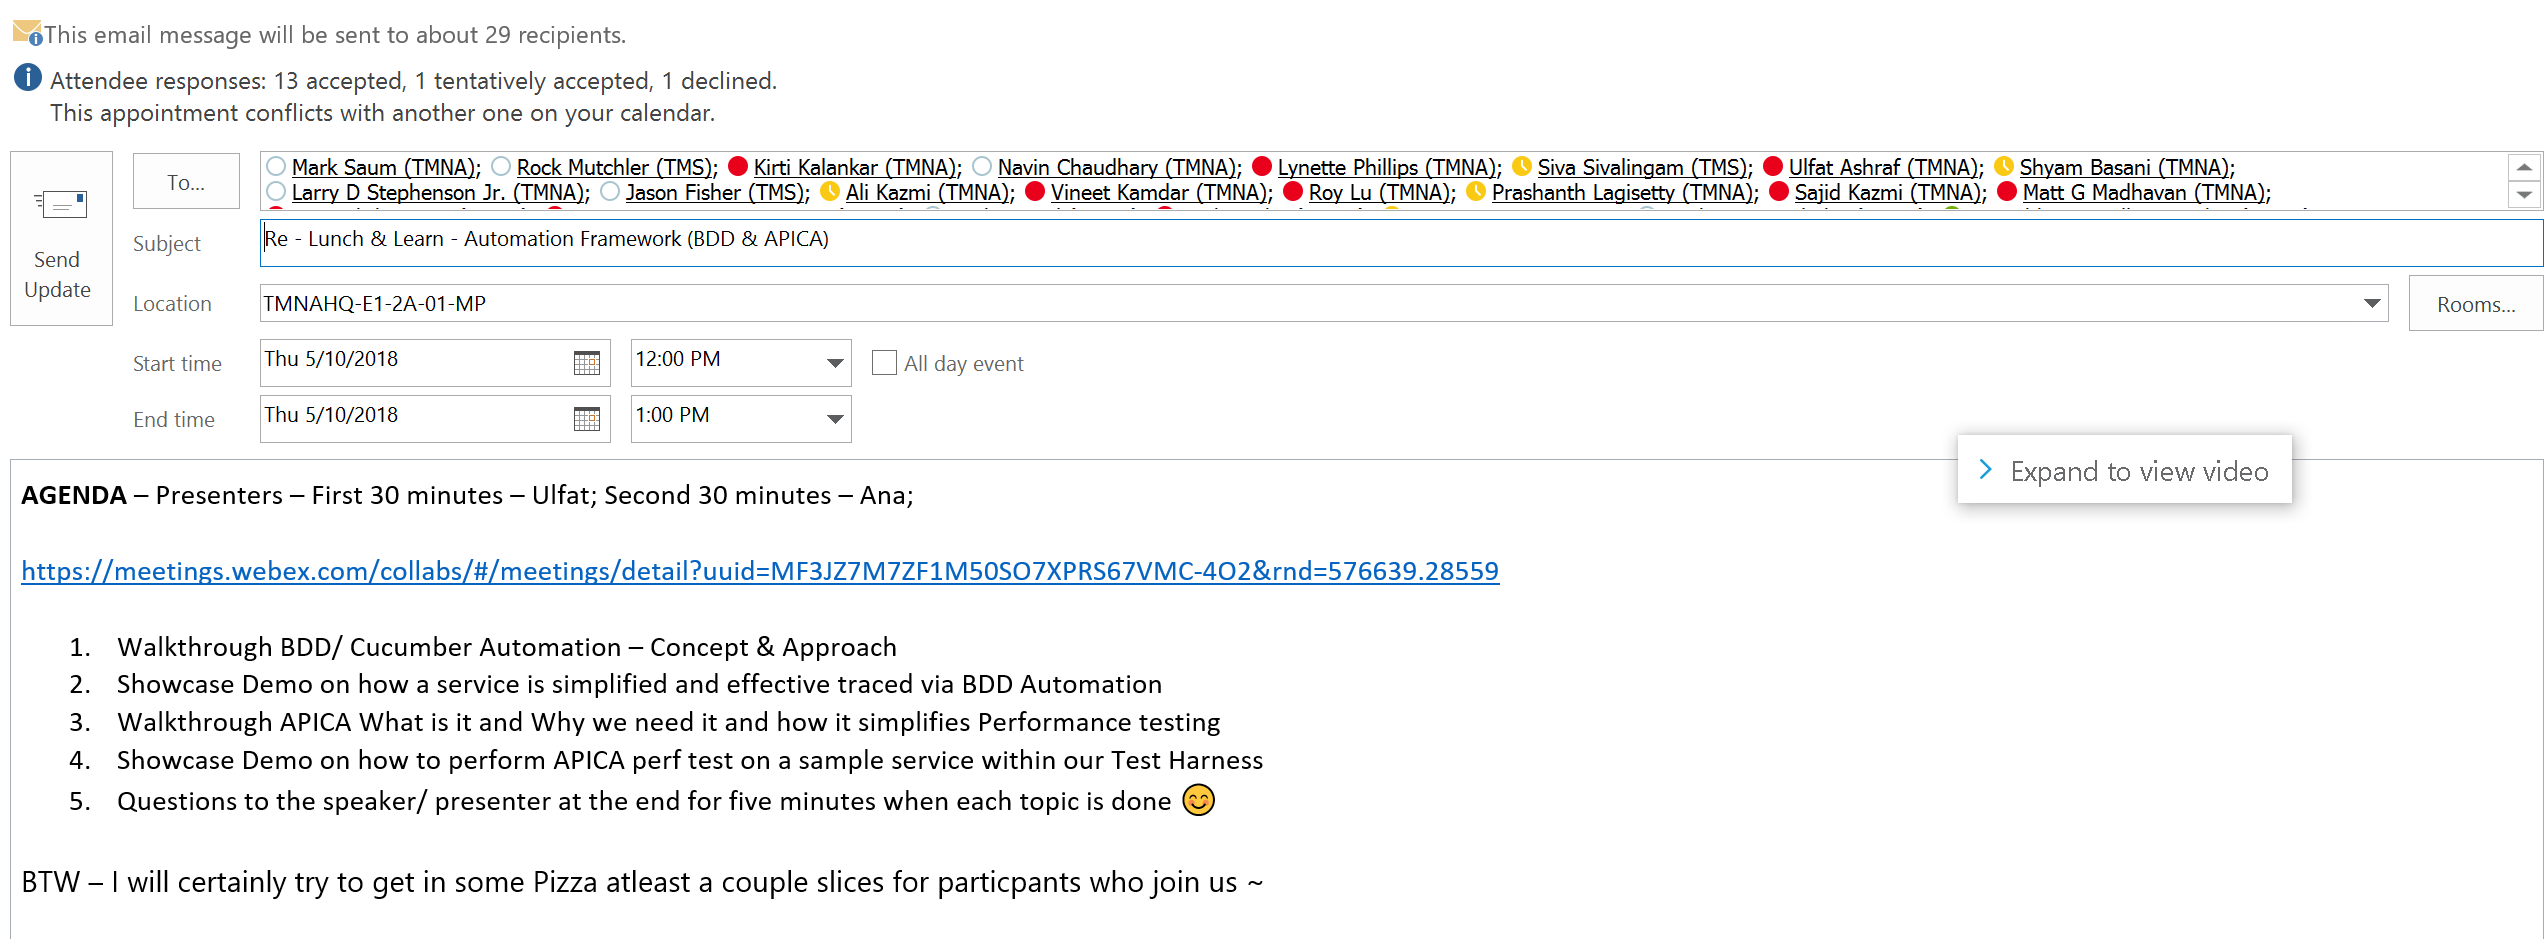 This email message will be sent to about 29 recipients.
Attendee responses: 13 accepted, 1 tentatively accepted, 1 declined.
This appointment conflicts with another one on your calendar.
Send
Update
To...
Mark Saum (TMNA); Rock Mutchler (TMS); Kirti Kalankar (TMNA); Navin Chaudhary (TMNA); Lynette Phillips (TMNA); Siva Sivalingam (TMS); Ulfat Ashraf (TMNA); Shyam Basani (TMNA);
Larry D Stephenson Jr. (TMNA); Jason Fisher (TMS); Ali Kazmi (TMNA); Vineet Kamdar (TMNA); Roy Lu (TMNA); Prashanth Lagisetty (TMNA); Sajid Kazmi (TMNA); Matt G Madhavan (TMNA);
Subject
Re - Lunch & Learn - Automation Framework (BDD & APICA)
Location
TMNAHQ-E1-2A-01-MP
Rooms...
Start time
Thu 5/10/2018
12:00 PM
All day event
End time
Thu 5/10/2018
1:00 PM
Expand to view video
AGENDA – Presenters – First 30 minutes – Ulfat; Second 30 minutes – Ana;
https://meetings.webex.com/collabs/#/meetings/detail?uuid=MF3JZ7M7ZF1M50SO7XPRS67VMC-4O2&rnd=576639.28559
1. Walkthrough BDD/ Cucumber Automation – Concept & Approach
2. Showcase Demo on how a service is simplified and effective traced via BDD Automation
3. Walkthrough APICA What is it and Why we need it and how it simplifies Performance testing
4. Showcase Demo on how to perform APICA perf test on a sample service within our Test Harness
5. Questions to the speaker/ presenter at the end for five minutes when each topic is done 😊
BTW – I will certainly try to get in some Pizza atleast a couple slices for particpants who join us ~